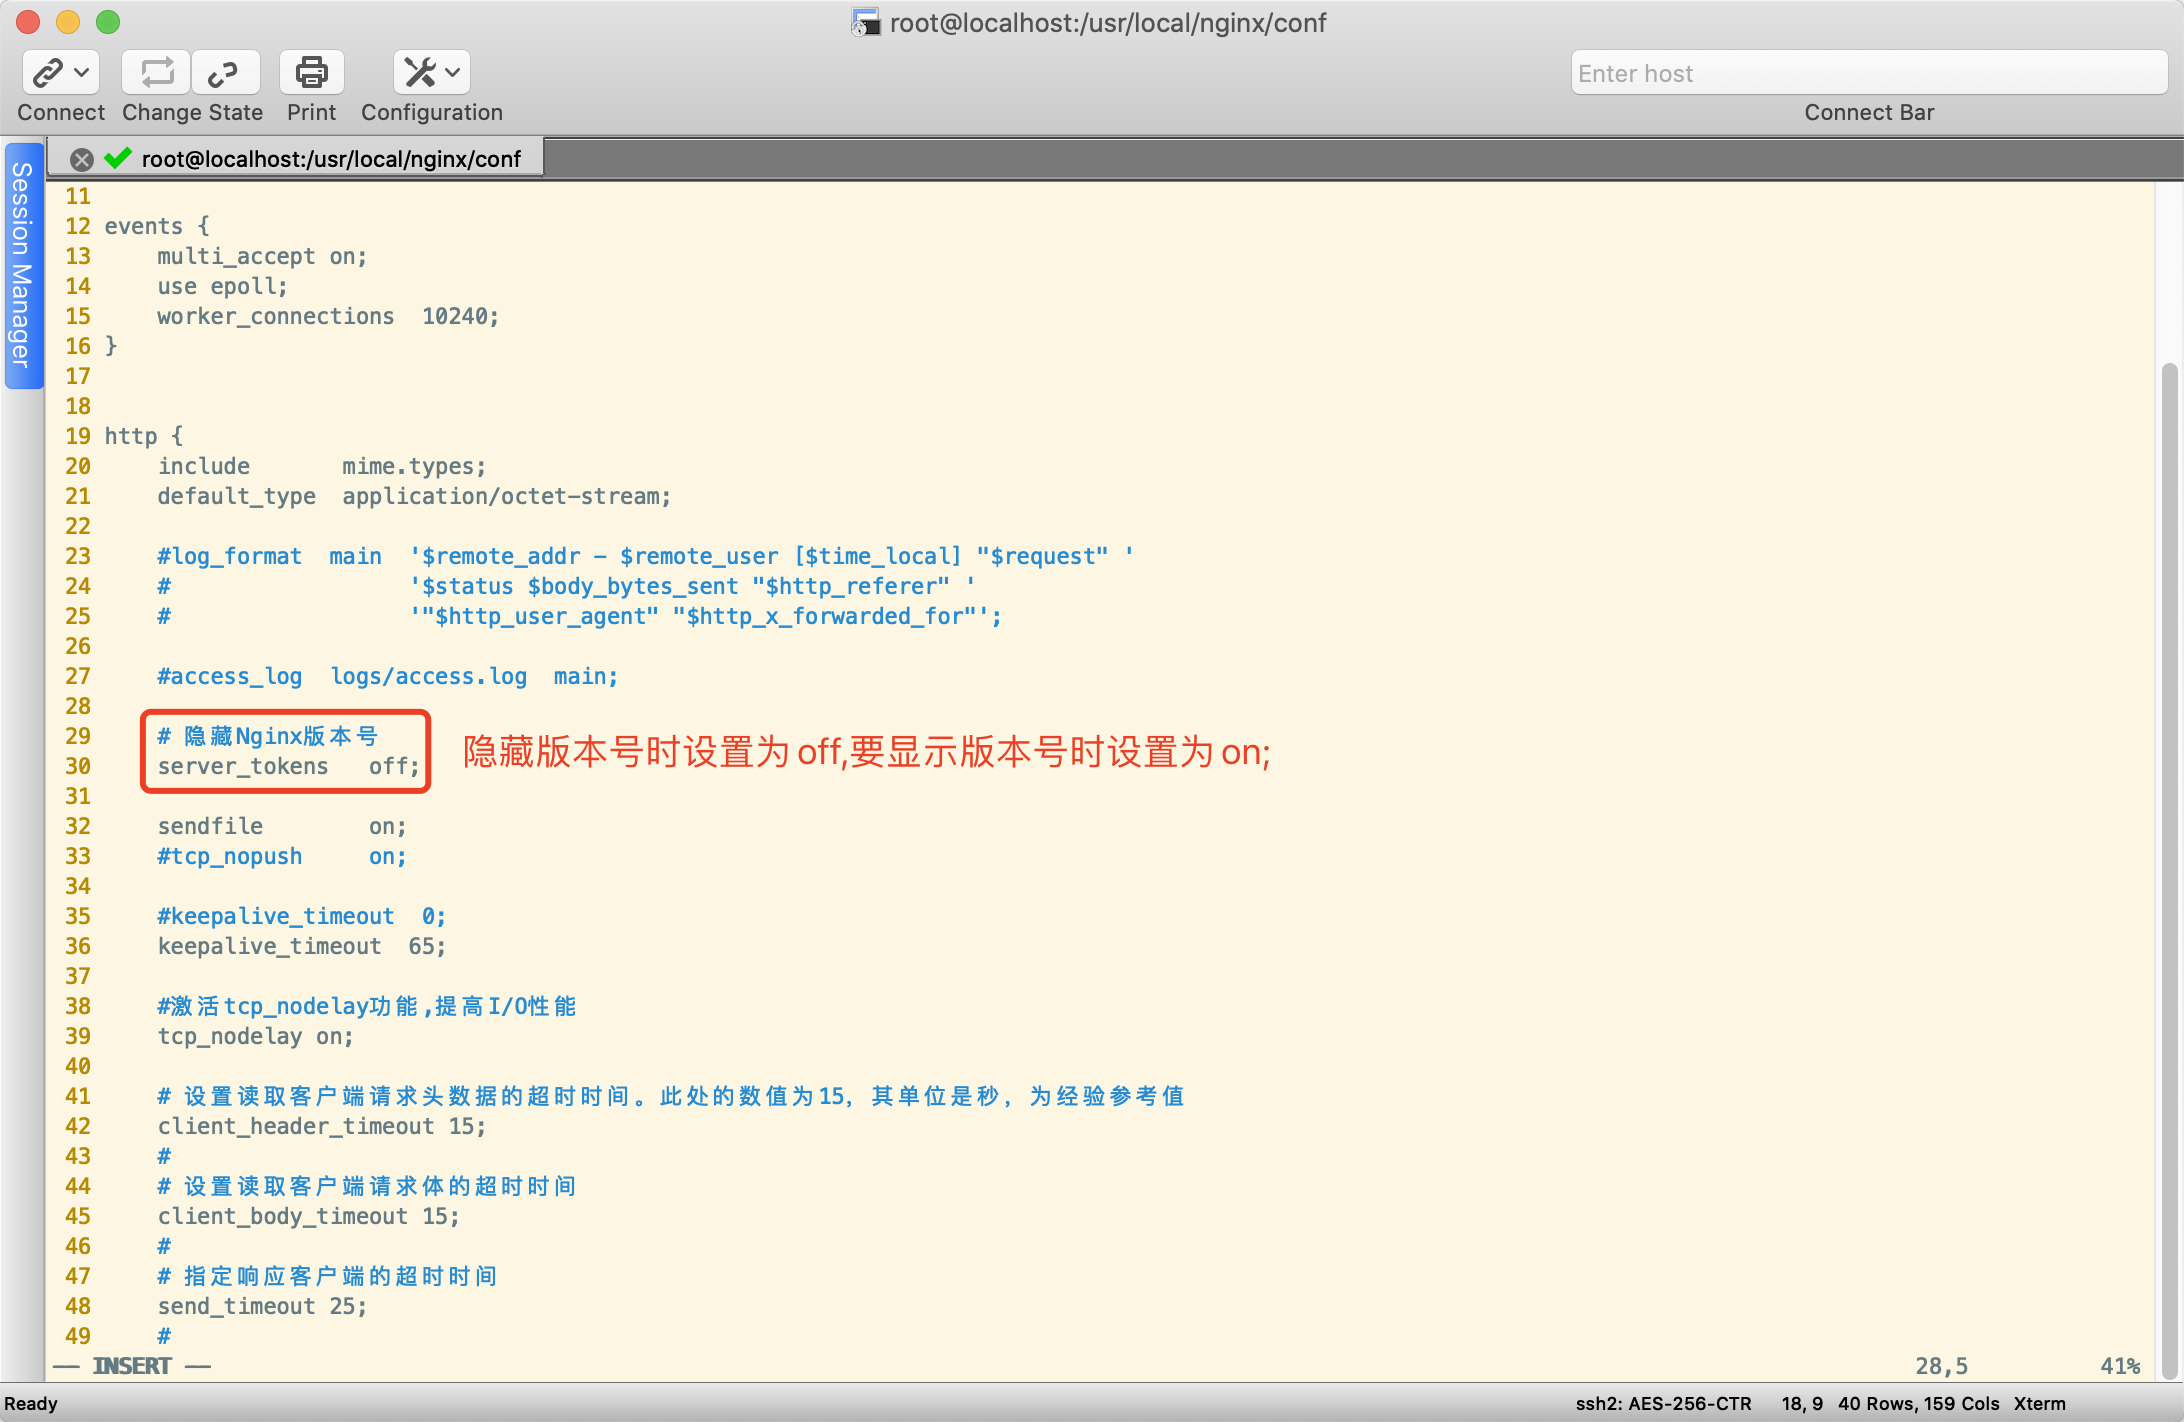 root@localhost:/usr/local/nginx/conf
Enter host
Connect Change State Print Configuration Connect Bar
Session Manager
root@localhost:/usr/local/nginx/conf
11
12 events {
13     multi_accept on;
14     use epoll;
15     worker_connections  10240;
16 }
17
18
19 http {
20     include       mime.types;
21     default_type  application/octet-stream;
22
23     #log_format  main  '$remote_addr - $remote_user [$time_local] "$request" '
24     #                  '$status $body_bytes_sent "$http_referer" '
25     #                  '"$http_user_agent" "$http_x_forwarded_for"';
26
27     #access_log  logs/access.log  main;
28
29     # 隐藏Nginx版本号
30     server_tokens   off;
隐藏版本号时设置为 off,要显示版本号时设置为 on;
31
32     sendfile        on;
33     #tcp_nopush     on;
34
35     #keepalive_timeout  0;
36     keepalive_timeout  65;
37
38     #激活tcp_nodelay功能,提高I/O性能
39     tcp_nodelay on;
40
41     # 设置读取客户端请求头数据的超时时间。此处的数值为15，其单位是秒，为经验参考值
42     client_header_timeout 15;
43     #
44     # 设置读取客户端请求体的超时时间
45     client_body_timeout 15;
46     #
47     # 指定响应客户端的超时时间
48     send_timeout 25;
49     #
-- INSERT -- 28,5 41%
Ready ssh2: AES-256-CTR 18, 9 40 Rows, 159 Cols Xterm